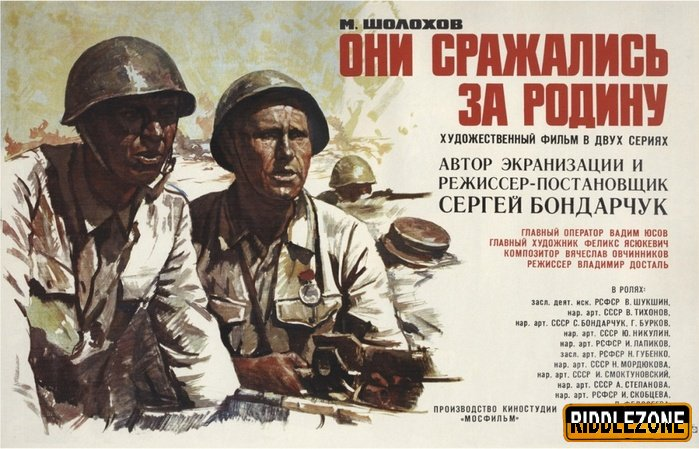 М. ШОЛОХОВ
ОНИ СРАЖАЛИСЬ
ЗА РОДИНУ
ХУДОЖЕСТВЕННЫЙ ФИЛЬМ В ДВУХ СЕРИЯХ
АВТОР ЭКРАНИЗАЦИИ И
РЕЖИССЕР-ПОСТАНОВЩИК
СЕРГЕЙ БОНДАРЧУК
ГЛАВНЫЙ ОПЕРАТОР ВАДИМ ЮСОВ
ГЛАВНЫЙ ХУДОЖНИК ФЕЛИКС ЯСЮКЕВИЧ
КОМПОЗИТОР ВЯЧЕСЛАВ ОВЧИННИКОВ
РЕЖИССЕР ВЛАДИМИР ДОСТАЛЬ
В РОЛЯХ:
засл. деят. иск. РСФСР В. ШУКШИН,
нар. арт. СССР В. ТИХОНОВ,
нар. арт. СССР С. БОНДАРЧУК, Г. БУРКОВ,
нар. арт. СССР Ю. НИКУЛИН,
нар. арт. РСФСР И. ЛАПИКОВ,
засл. арт. РСФСР Н. ГУБЕНКО,
нар. арт. СССР Н. МОРДЮКОВА,
нар. арт. СССР И. СМОКТУНОВСКИЙ,
нар. арт. СССР А. СТЕПАНОВА,
нар. арт. РСФСР И. СКОБЦЕВА,
ПРОИЗВОДСТВО КИНОСТУДИИ
"МОСФИЛЬМ"
RIDDLEZONE